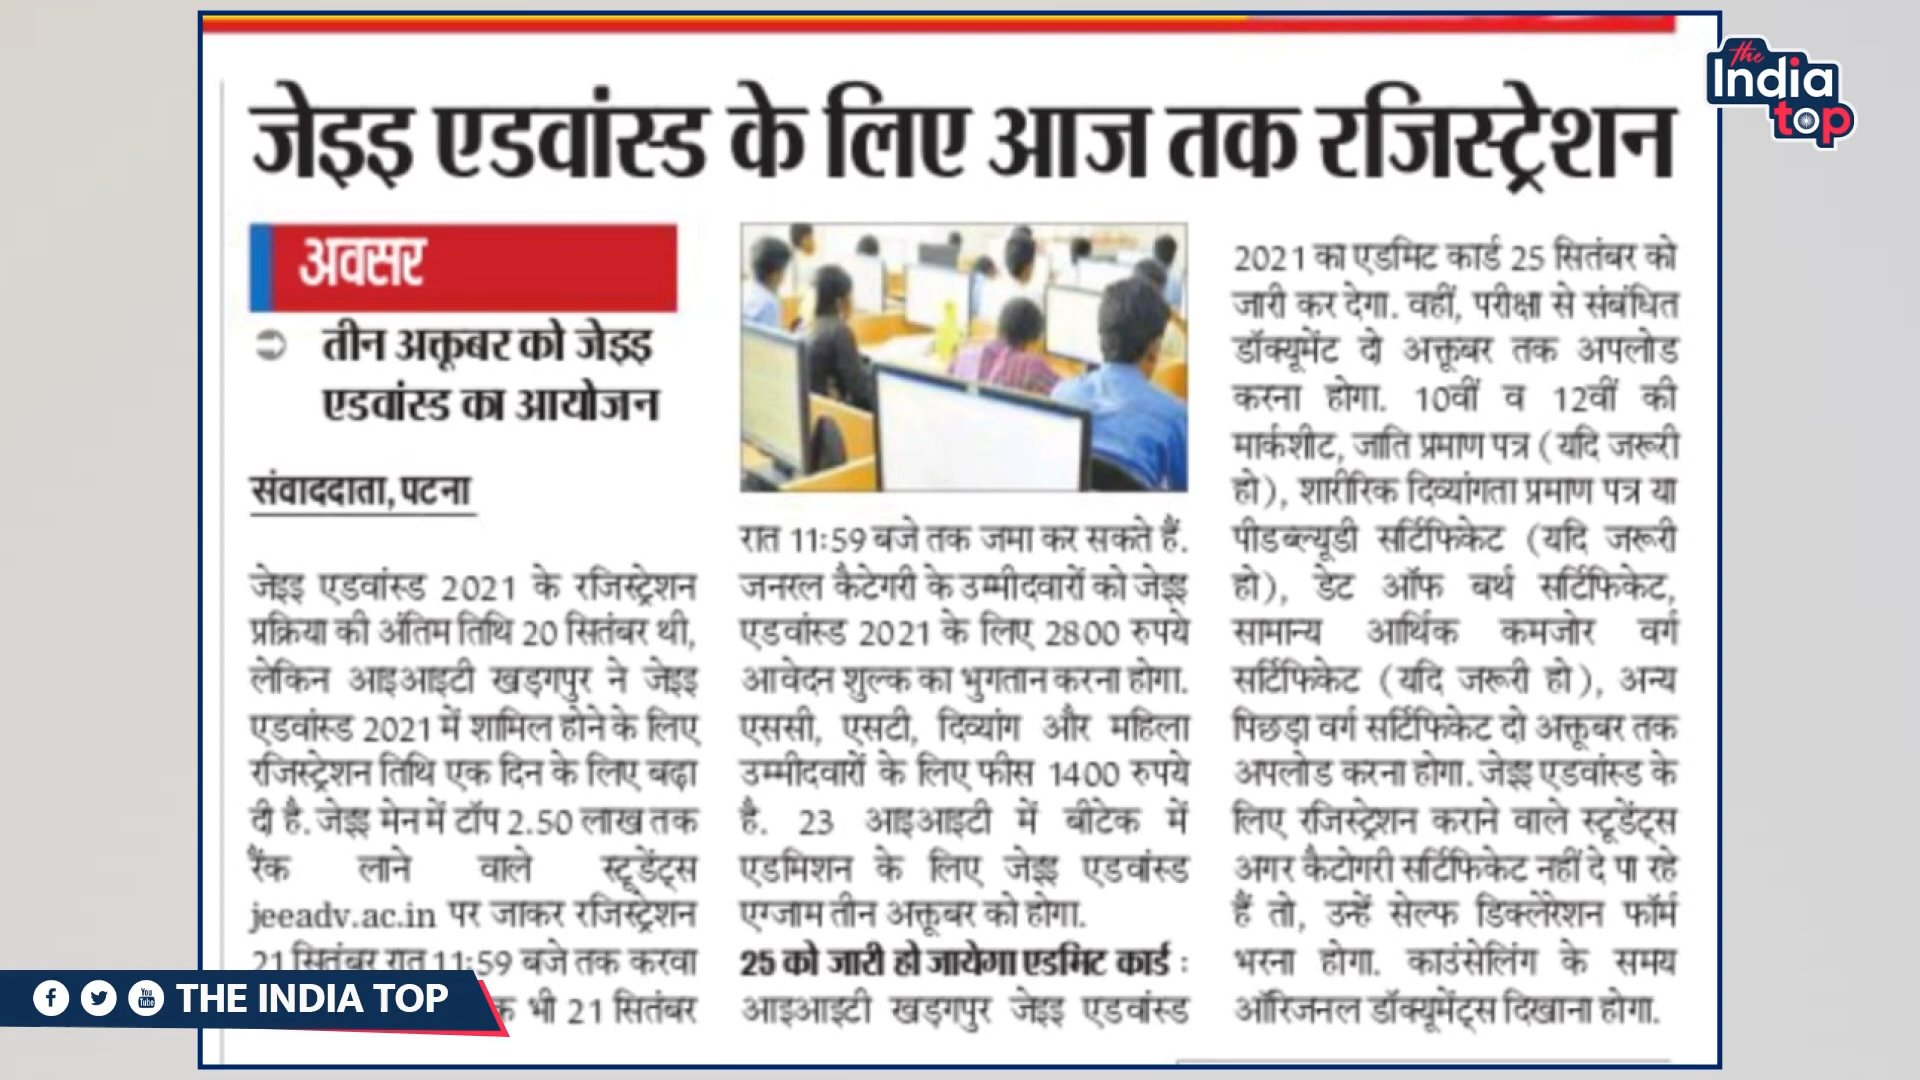 the
India
top
जेइइ एडवांस्ड के लिए आज तक रजिस्ट्रेशन
अवसर
तीन अक्तूबर को जेइइ
एडवांस्ड का आयोजन
संवाददाता, पटना
जेइइ एडवांस्ड 2021 के रजिस्ट्रेशन
प्रक्रिया की अंतिम तिथि 20 सितंबर थी,
लेकिन आइआइटी खड़गपुर ने जेइइ
एडवांस्ड 2021 में शामिल होने के लिए
रजिस्ट्रेशन तिथि एक दिन के लिए बढ़ा
दी है. जेइइ मेन में टॉप 2.50 लाख तक
रैंक लाने वाले स्टूडेंट्स
jeeadv.ac.in पर जाकर रजिस्ट्रेशन
21 सितंबर रात 11:59 बजे तक करवा
भी 21 सितंबर
रात 11:59 बजे तक जमा कर सकते हैं.
जनरल कैटेगरी के उम्मीदवारों को जेइइ
एडवांस्ड 2021 के लिए 2800 रुपये
आवेदन शुल्क का भुगतान करना होगा.
एससी, एसटी, दिव्यांग और महिला
उम्मीदवारों के लिए फीस 1400 रुपये
है. 23 आइआइटी में बीटेक में
एडमिशन के लिए जेइइ एडवांस्ड
एग्जाम तीन अक्तूबर को होगा.
25 को जारी हो जायेगा एडमिट कार्ड :
आइआइटी खड़गपुर जेइइ एडवांस्ड
2021 का एडमिट कार्ड 25 सितंबर को
जारी कर देगा. वहीं, परीक्षा से संबंधित
डॉक्यूमेंट दो अक्तूबर तक अपलोड
करना होगा. 10वीं व 12वीं की
मार्कशीट, जाति प्रमाण पत्र (यदि जरूरी
हो), शारीरिक दिव्यांगता प्रमाण पत्र या
पीडब्ल्यूडी सर्टिफिकेट (यदि जरूरी
हो), डेट ऑफ बर्थ सर्टिफिकेट,
सामान्य आर्थिक कमजोर वर्ग
सर्टिफिकेट (यदि जरूरी हो), अन्य
पिछड़ा वर्ग सर्टिफिकेट दो अक्तूबर तक
अपलोड करना होगा. जेइइ एडवांस्ड के
लिए रजिस्ट्रेशन कराने वाले स्टूडेंट्स
अगर कैटोगरी सर्टिफिकेट नहीं दे पा रहे
हैं तो, उन्हें सेल्फ डिक्लेरेशन फॉर्म
भरना होगा. काउंसेलिंग के समय
ऑरिजनल डॉक्यूमेंट्स दिखाना होगा.
You Tube
THE INDIA TOP